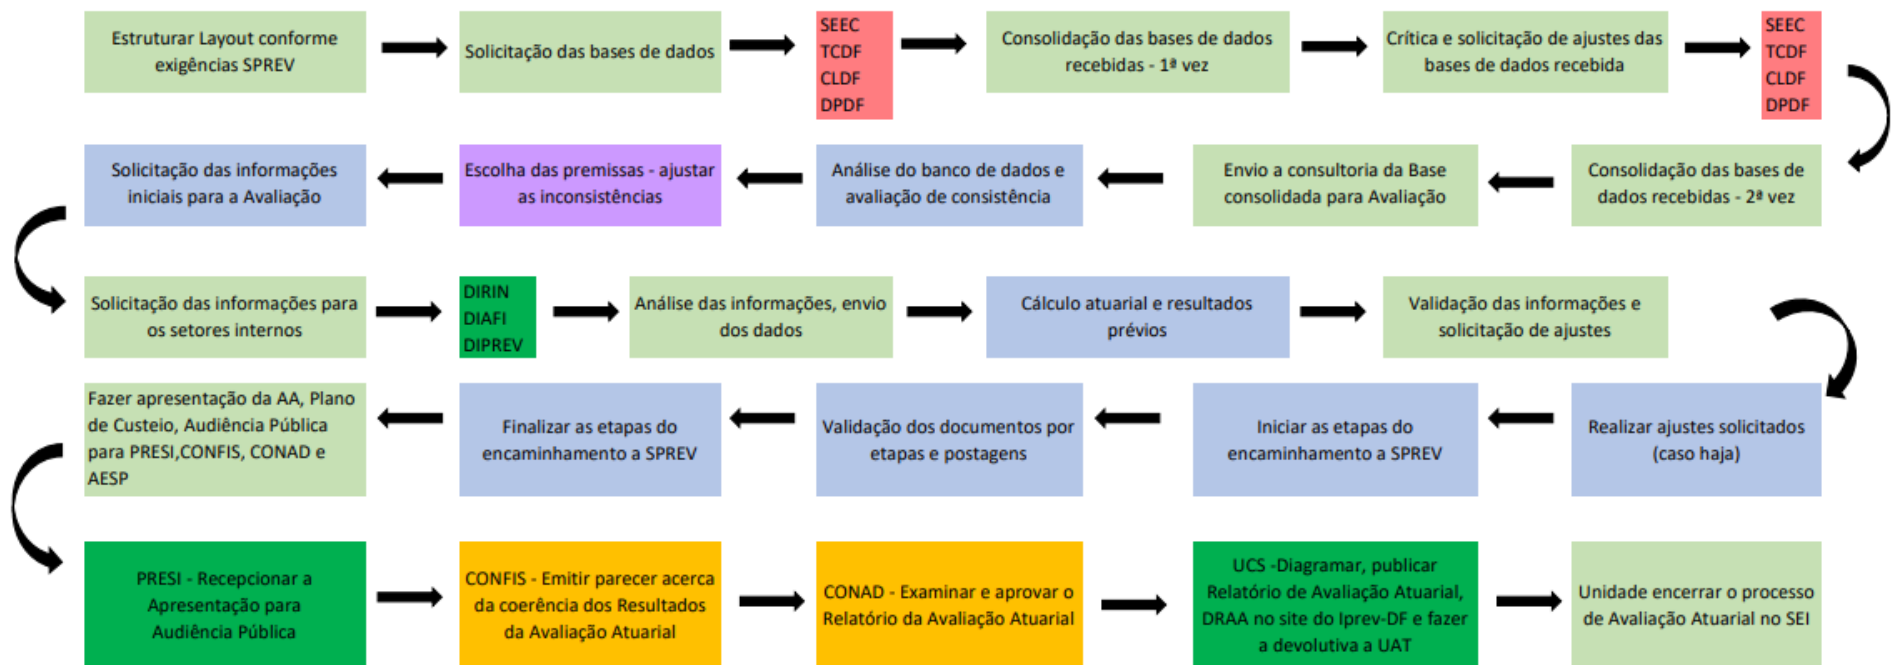 Estruturar Layout conforme
exigências SPREV
Solicitação das bases de dados
SEEC
TCDF
CLDF
DPDF
Consolidação das bases de dados
recebidas - 1ª vez
Crítica e solicitação de ajustes das
bases de dados recebida
SEEC
TCDF
CLDF
DPDF
Consolidação das bases de
dados recebidas - 2ª vez
Envio a consultoria da Base
consolidada para Avaliação
Análise do banco de dados e
avaliação de consistência
Escolha das premissas - ajustar
as inconsistências
Solicitação das informações
iniciais para a Avaliação
Solicitação das informações para
os setores internos
DIRIN
DIAFI
DIPREV
Análise das informações, envio
dos dados
Cálculo atuarial e resultados
prévios
Validação das informações e
solicitação de ajustes
Realizar ajustes solicitados
(caso haja)
Iniciar as etapas do
encaminhamento a SPREV
Validação dos documentos por
etapas e postagens
Finalizar as etapas do
encaminhamento a SPREV
Fazer apresentação da AA, Plano
de Custeio, Audiência Pública
para PRESI,CONFIS, CONAD e
AESP
PRESI - Recepcionar a
Apresentação para
Audiência Pública
CONFIS - Emitir parecer acerca
da coerência dos Resultados
da Avaliação Atuarial
CONAD - Examinar e aprovar o
Relatório da Avaliação Atuarial
UCS -Diagramar, publicar
Relatório de Avaliação Atuarial,
DRAA no site do Iprev-DF e fazer
a devolutiva a UAT
Unidade encerrar o processo
de Avaliação Atuarial no SEI